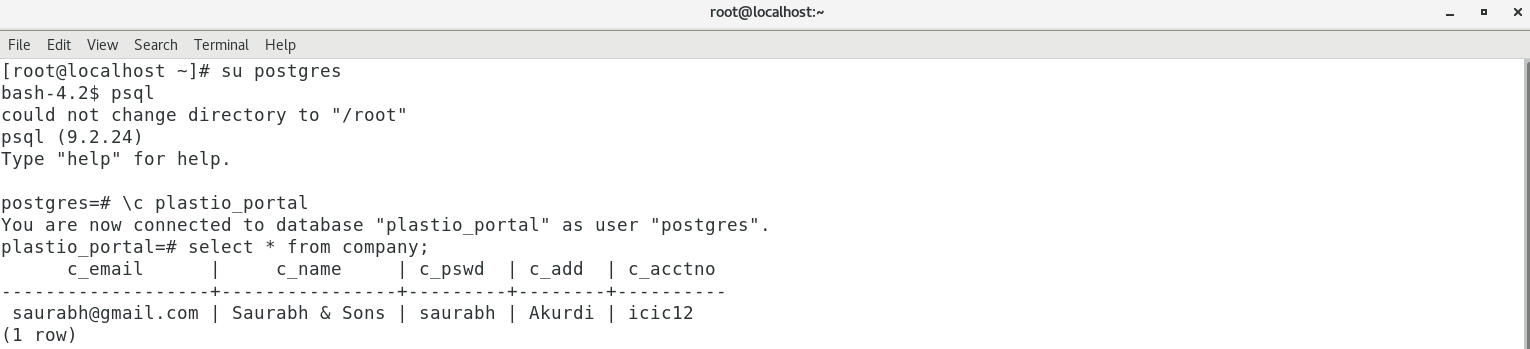 root@localhost:~
File Edit View Search Terminal Help
[root@localhost ~]# su postgres
bash-4.2$ psql
could not change directory to "/root"
psql (9.2.24)
Type "help" for help.

postgres=# \c plastio_portal
You are now connected to database "plastio_portal" as user "postgres".
plastio_portal=# select * from company;
      c_email      |     c_name     | c_pswd  | c_add  | c_acctno
-------------------+----------------+---------+--------+----------
 saurabh@gmail.com | Saurabh & Sons | saurabh | Akurdi | icic12
(1 row)